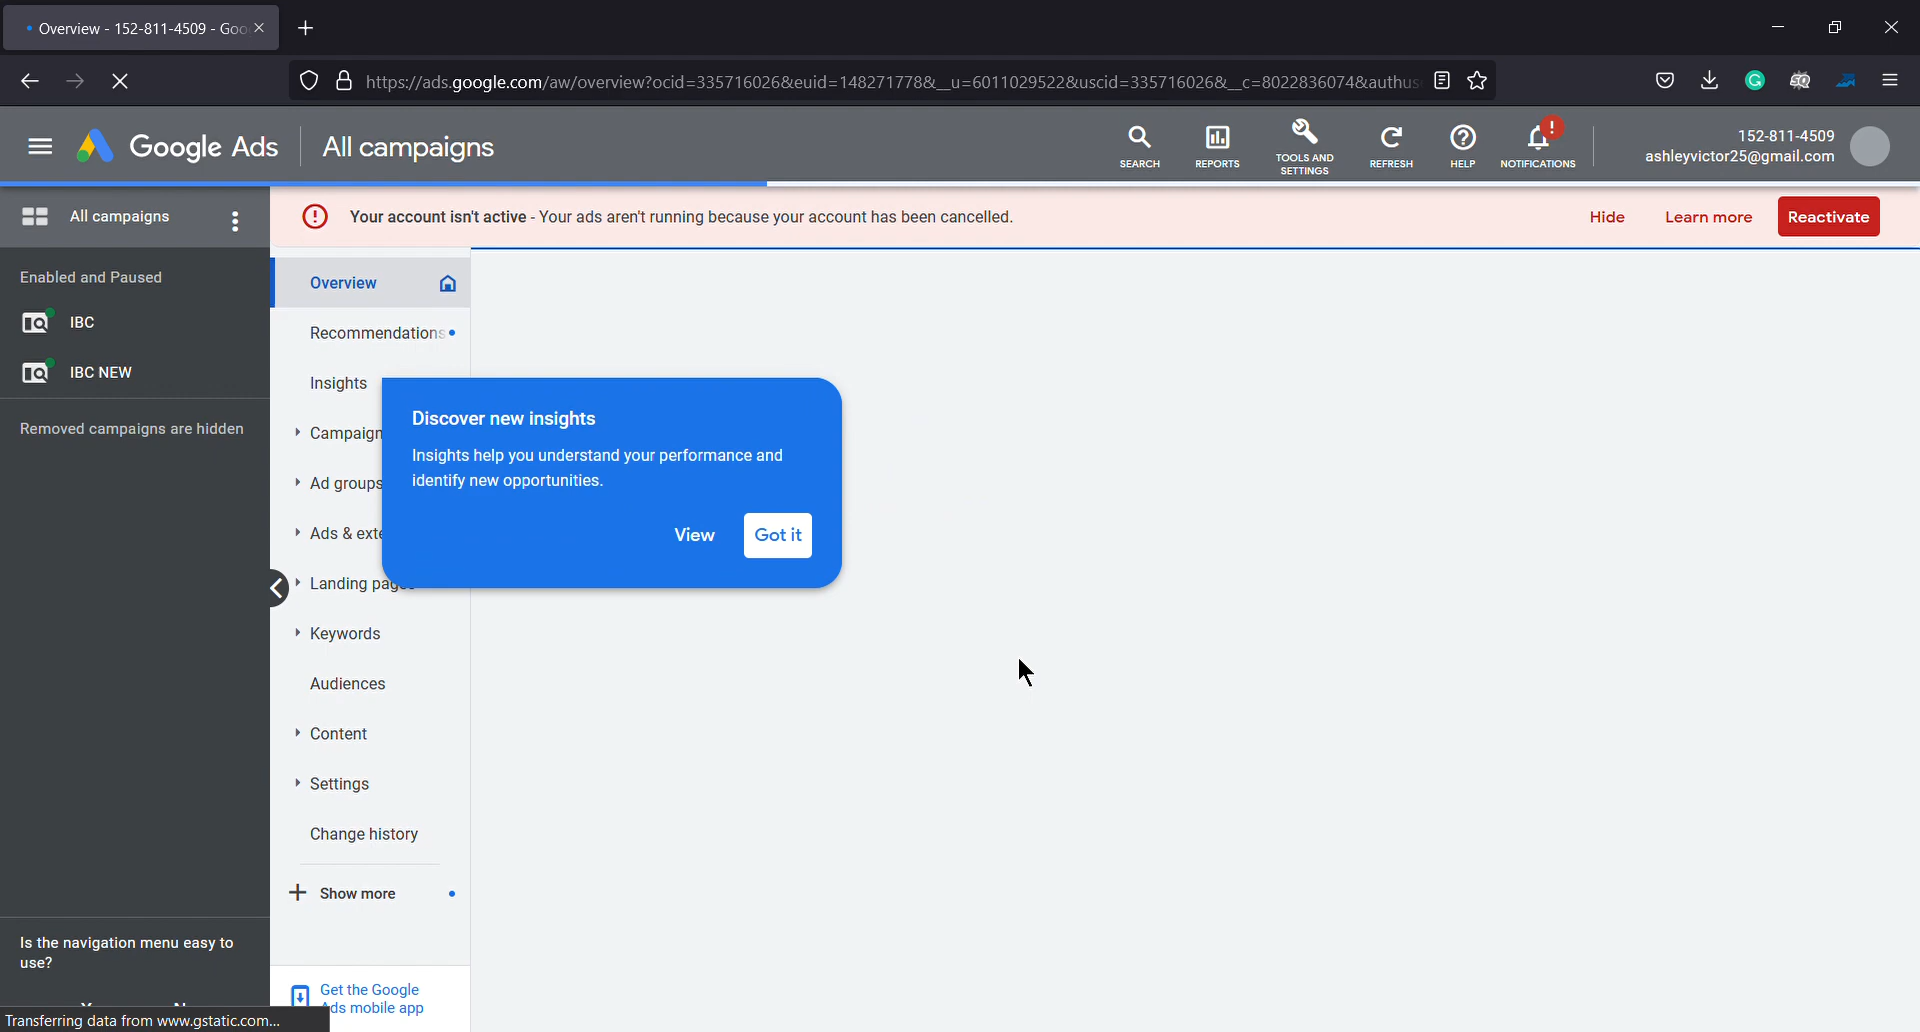 Overview - 152-811-4509 - Goo
https://ads.google.com/aw/overview?ocid=335716026&euid=148271778&__u=6011029522&uscid=335716026&__c=8022836074&authus
Google Ads
All campaigns
SEARCH
REPORTS
TOOLS AND
SETTINGS
REFRESH
HELP
!
NOTIFICATIONS
152-811-4509
ashleyvictor25@gmail.com
All campaigns
Your account isn't active - Your ads aren't running because your account has been cancelled.
Hide
Learn more
Reactivate
Enabled and Paused
IBC
IBC NEW
Removed campaigns are hidden
Overview
Recommendations
Insights
Campaign
Ad groups
Ads & exte
Landing pages
Keywords
Audiences
Content
Settings
Change history
Show more
Discover new insights
Insights help you understand your performance and
identify new opportunities.
View
Got it
Is the navigation menu easy to
use?
Get the Google
Ads mobile app
Transferring data from www.gstatic.com...